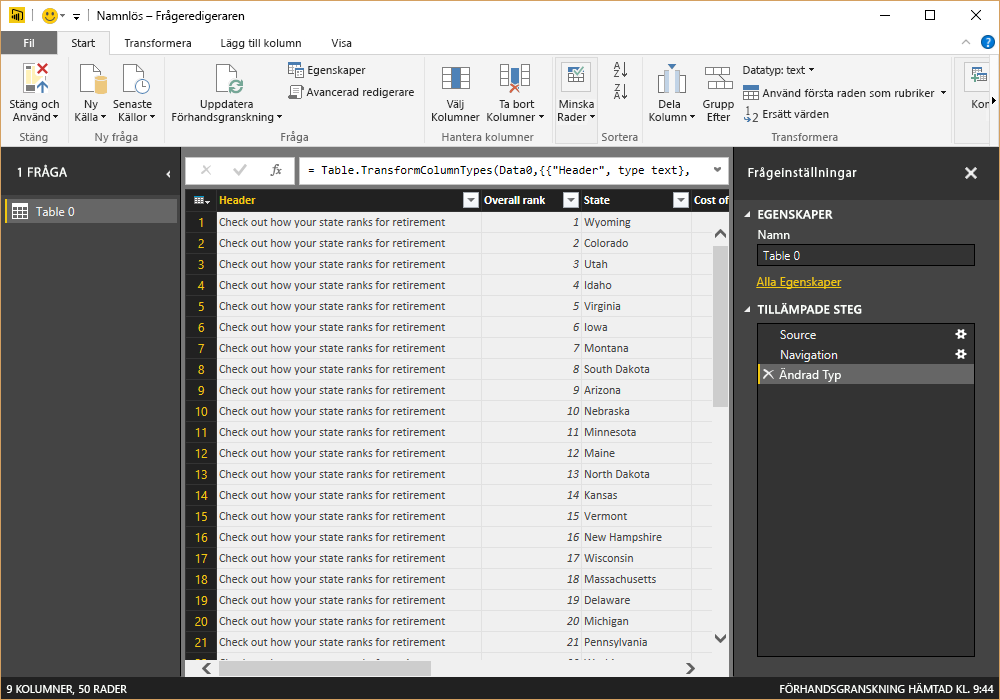 Namnlös – Frågeredigeraren
Fil
Start
Transformera
Lägg till kolumn
Visa
Stäng och
Använd
Stäng
Ny
Källa
Senaste
Källor
Ny fråga
Uppdatera
Förhandsgranskning
Egenskaper
Avancerad redigerare
Fråga
Välj
Kolumner
Ta bort
Kolumner
Hantera kolumner
Minska
Rader
A
Z
Z
A
Sortera
Dela
Kolumn
Grupp
Efter
Datatyp: text
Använd första raden som rubriker
Ersätt värden
Transformera
Kor
1 FRÅGA
Table 0
fx
= Table.TransformColumnTypes(Data0,{{"Header", type text},
Header Overall rank State Cost of
1 Check out how your state ranks for retirement 1 Wyoming
2 Check out how your state ranks for retirement 2 Colorado
3 Check out how your state ranks for retirement 3 Utah
4 Check out how your state ranks for retirement 4 Idaho
5 Check out how your state ranks for retirement 5 Virginia
6 Check out how your state ranks for retirement 6 Iowa
7 Check out how your state ranks for retirement 7 Montana
8 Check out how your state ranks for retirement 8 South Dakota
9 Check out how your state ranks for retirement 9 Arizona
10 Check out how your state ranks for retirement 10 Nebraska
11 Check out how your state ranks for retirement 11 Minnesota
12 Check out how your state ranks for retirement 12 Maine
13 Check out how your state ranks for retirement 13 North Dakota
14 Check out how your state ranks for retirement 14 Kansas
15 Check out how your state ranks for retirement 15 Vermont
16 Check out how your state ranks for retirement 16 New Hampshire
17 Check out how your state ranks for retirement 17 Wisconsin
18 Check out how your state ranks for retirement 18 Massachusetts
19 Check out how your state ranks for retirement 19 Delaware
20 Check out how your state ranks for retirement 20 Michigan
21 Check out how your state ranks for retirement 21 Pennsylvania
Frågeinställningar
EGENSKAPER
Namn
Table 0
Alla Egenskaper
TILLÄMPADE STEG
Source
Navigation
Ändrad Typ
9 KOLUMNER, 50 RADER
FÖRHANDSGRANSKNING HÄMTAD KL. 9:44